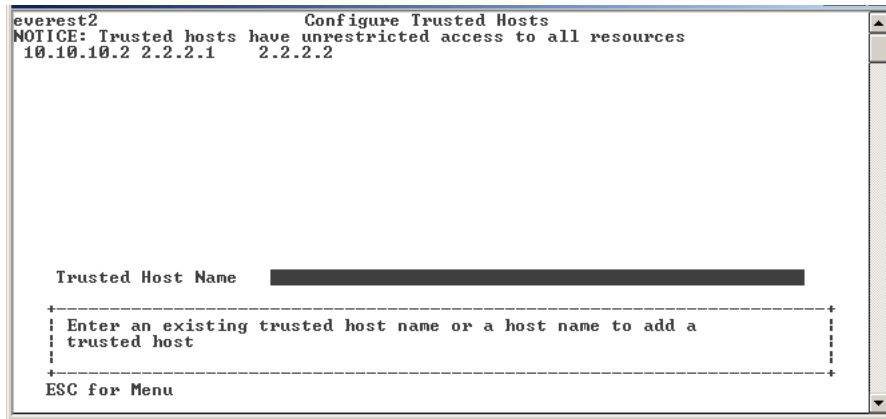 everest2 Configure Trusted Hosts
NOTICE: Trusted hosts have unrestricted access to all resources
10.10.10.2 2.2.2.1 2.2.2.2
Trusted Host Name
Enter an existing trusted host name or a host name to add a
trusted host
ESC for Menu